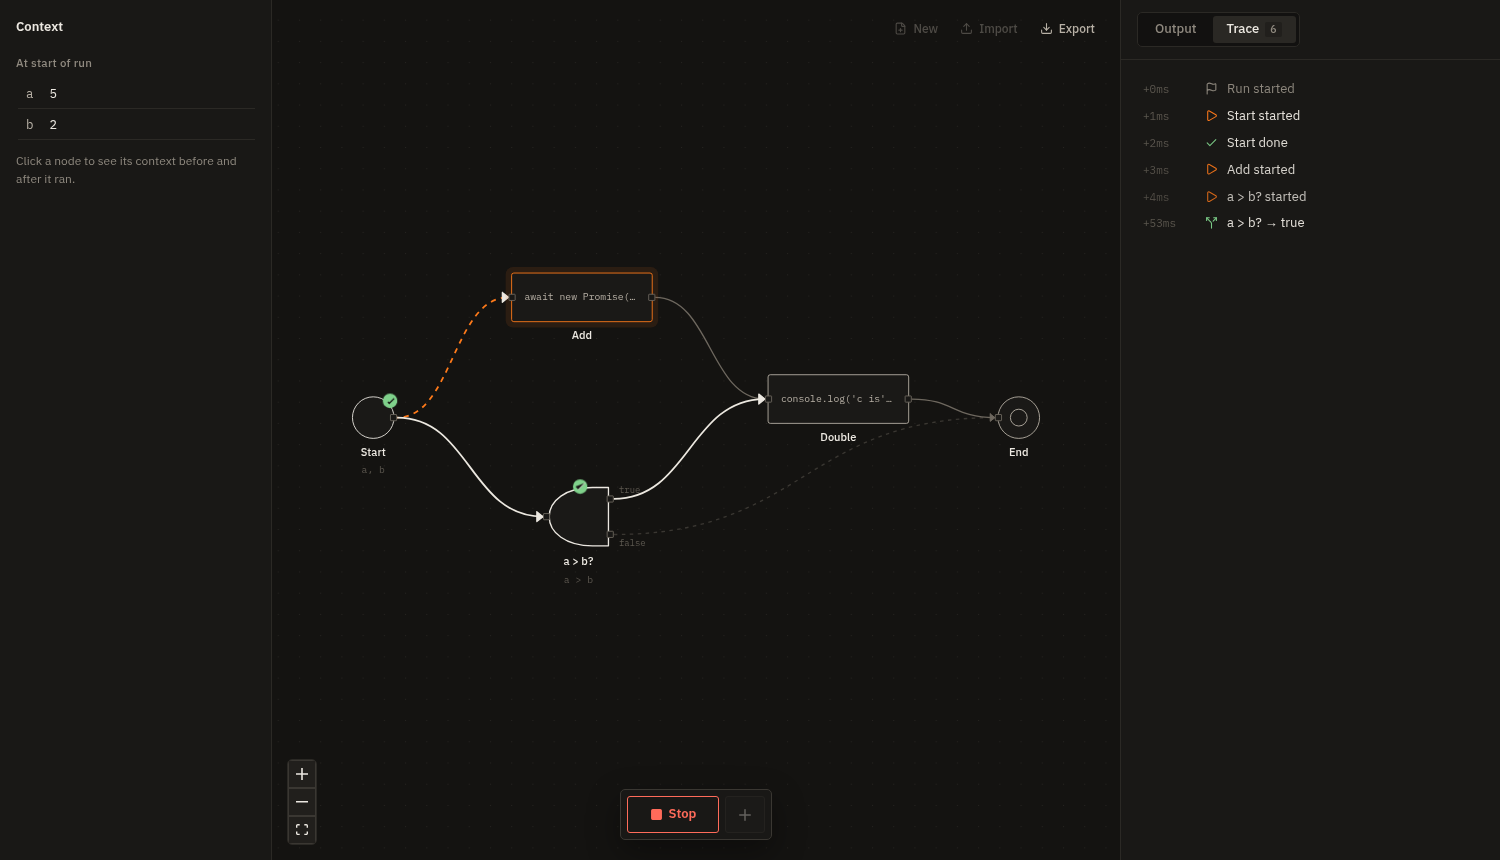 Context
At start of run
a 5
b 2
Click a node to see its context before and
after it ran.
New Import Export
await new Promise(…
Add
Start
a, b
console.log('c is'…
Double
End
true
false
a > b?
a > b
Stop
Output Trace 6
+0ms Run started
+1ms Start started
+2ms Start done
+3ms Add started
+4ms a > b? started
+53ms a > b? → true